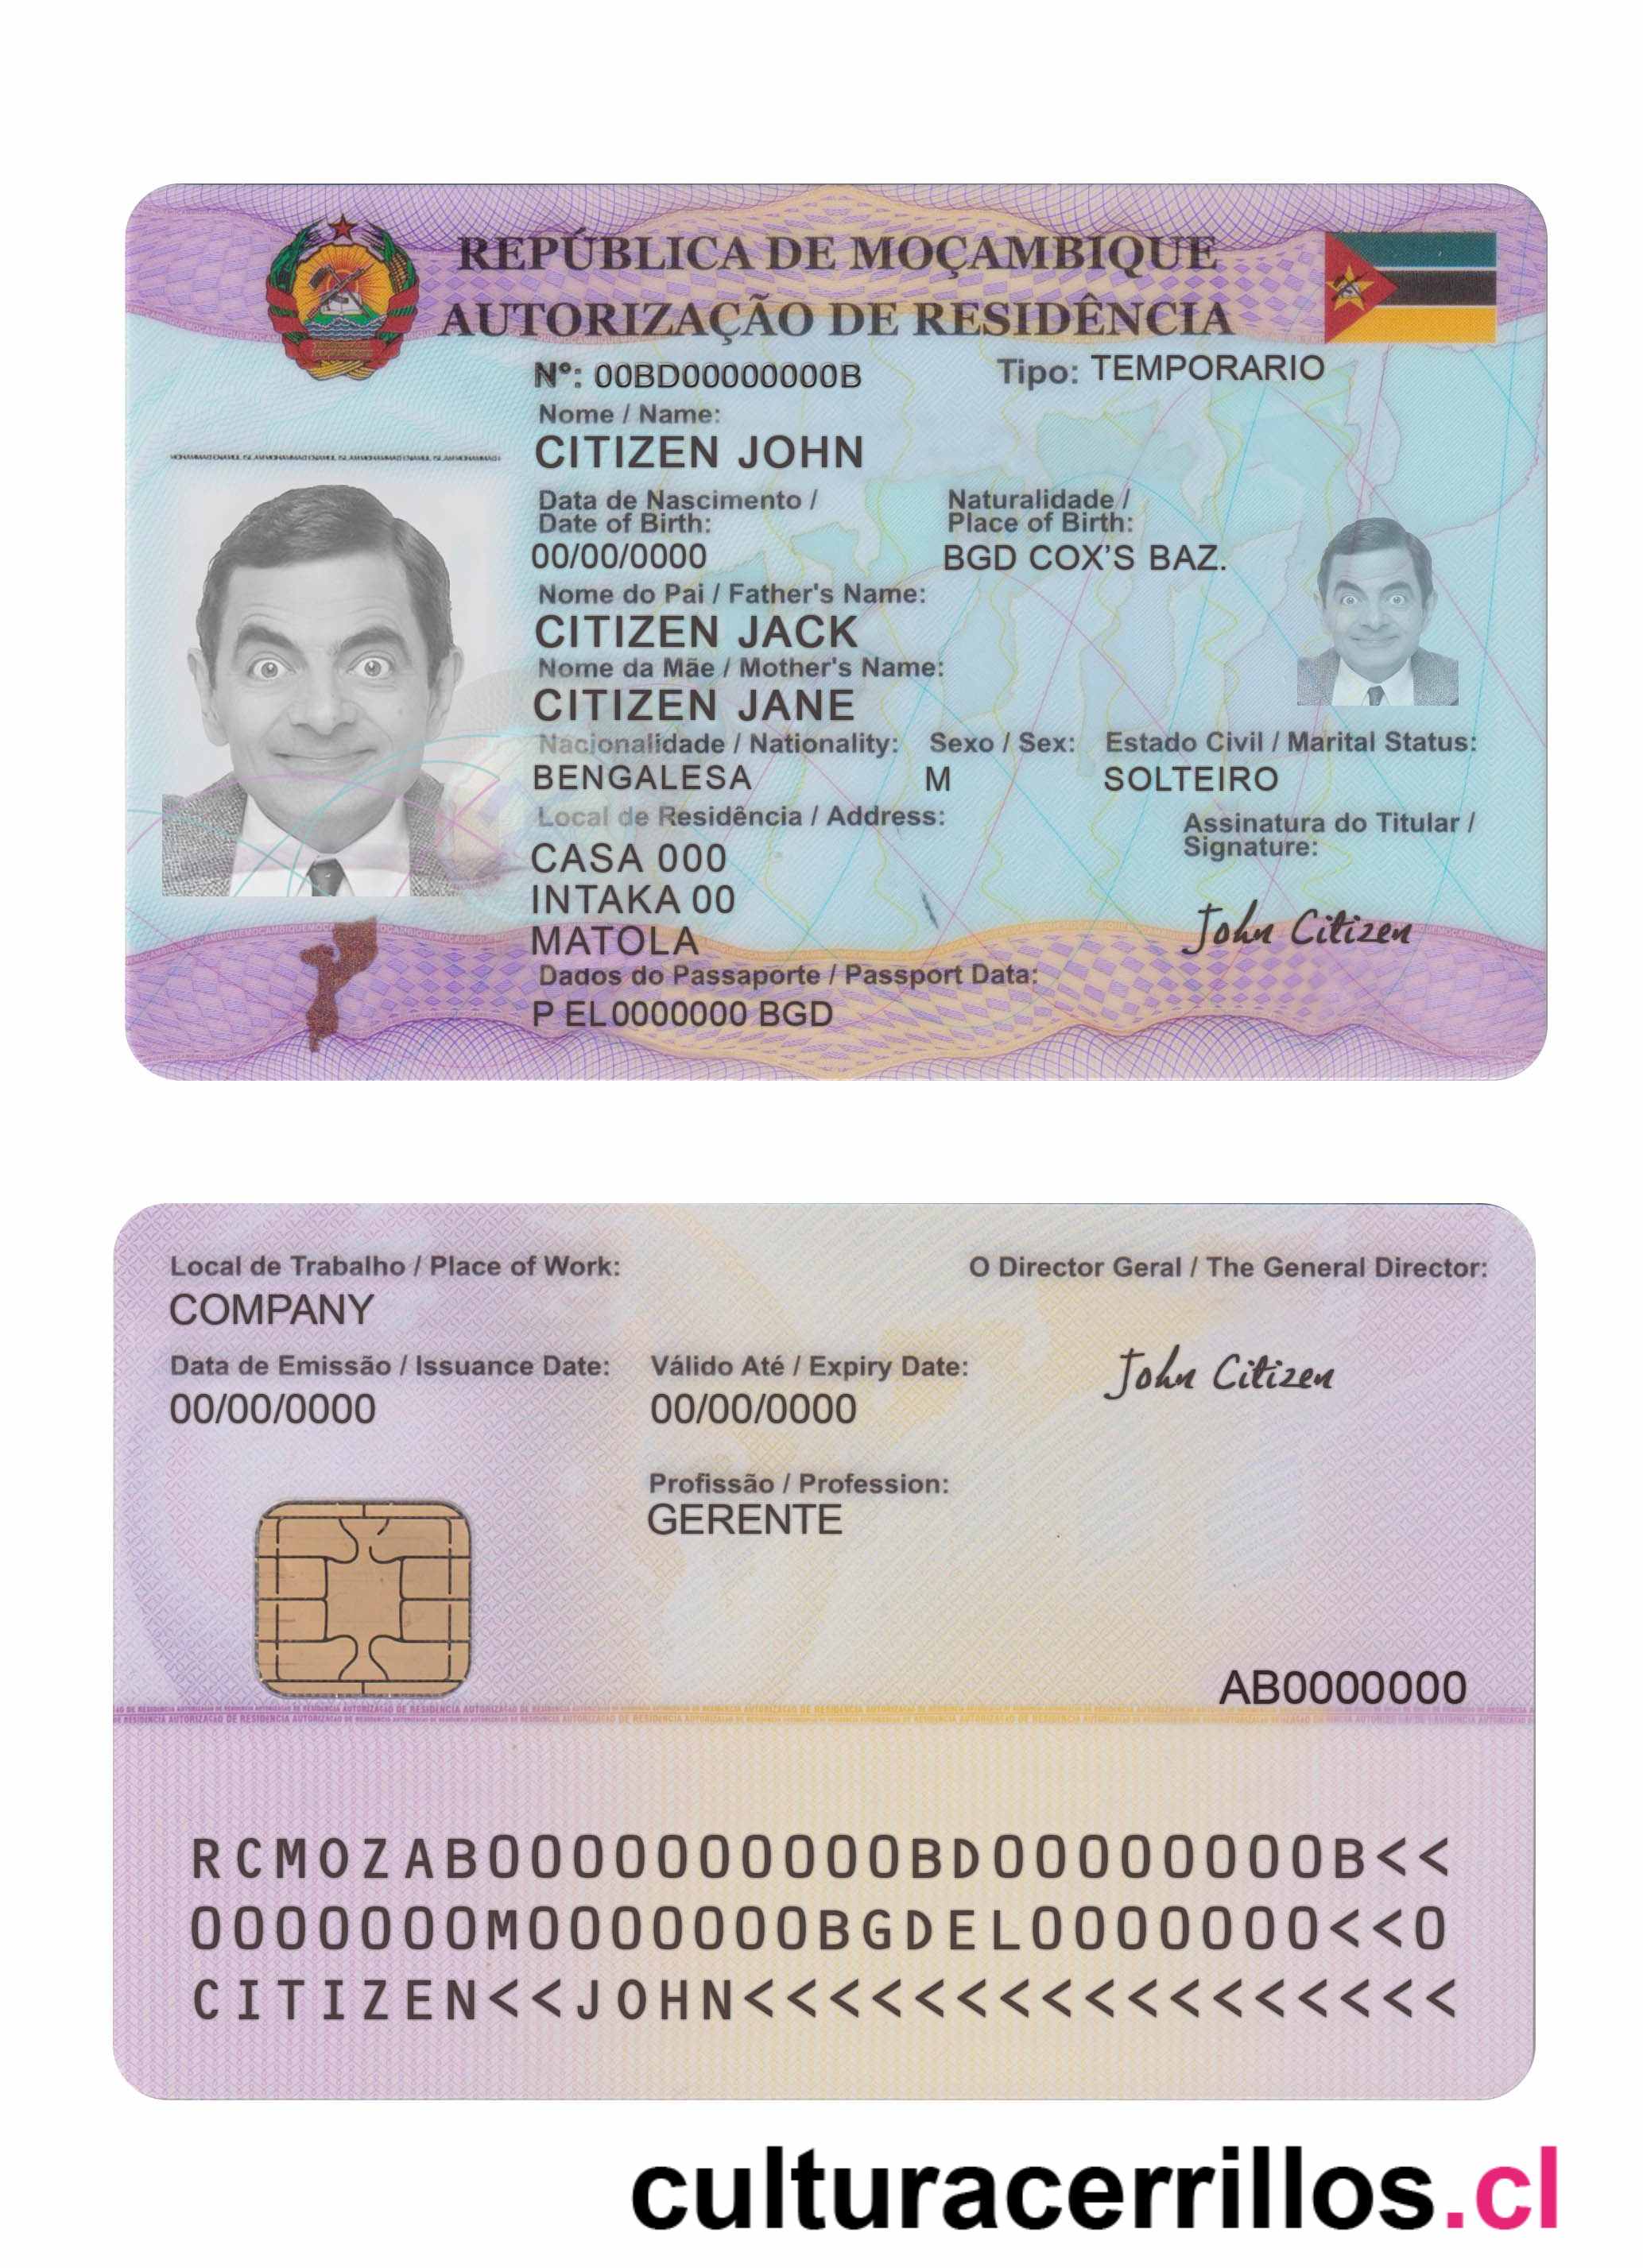 REPÚBLICA DE MOÇAMBIQUE
AUTORIZAÇÃO DE RESIDÊNCIA
Nº: 00BD00000000B
Tipo: TEMPORARIO
Nome / Name:
CITIZEN JOHN
Data de Nascimento /
Date of Birth:
00/00/0000
Naturalidade /
Place of Birth:
BGD COX'S BAZ.
Nome do Pai / Father's Name:
CITIZEN JACK
Nome da Mãe / Mother's Name:
CITIZEN JANE
Nacionalidade / Nationality: Sexo / Sex: Estado Civil / Marital Status:
BENGALESA M SOLTEIRO
Local de Residência / Address:
CASA 000
INTAKA 00
MATOLA
Assinatura do Titular /
Signature:
John Citizen
Dados do Passaporte / Passport Data:
P EL0000000 BGD
Local de Trabalho / Place of Work:
COMPANY
O Director Geral / The General Director:
John Citizen
Data de Emissão / Issuance Date: Válido Até / Expiry Date:
00/00/0000 00/00/0000
Profissão / Profession:
GERENTE
AB0000000
RCMOZAB0000000000BD00000000B<<
0000000M0000000BGDEL0000000<<0
CITIZEN<<JOHN<<<<<<<<<<<<<<<<<
culturacerrillos.cl